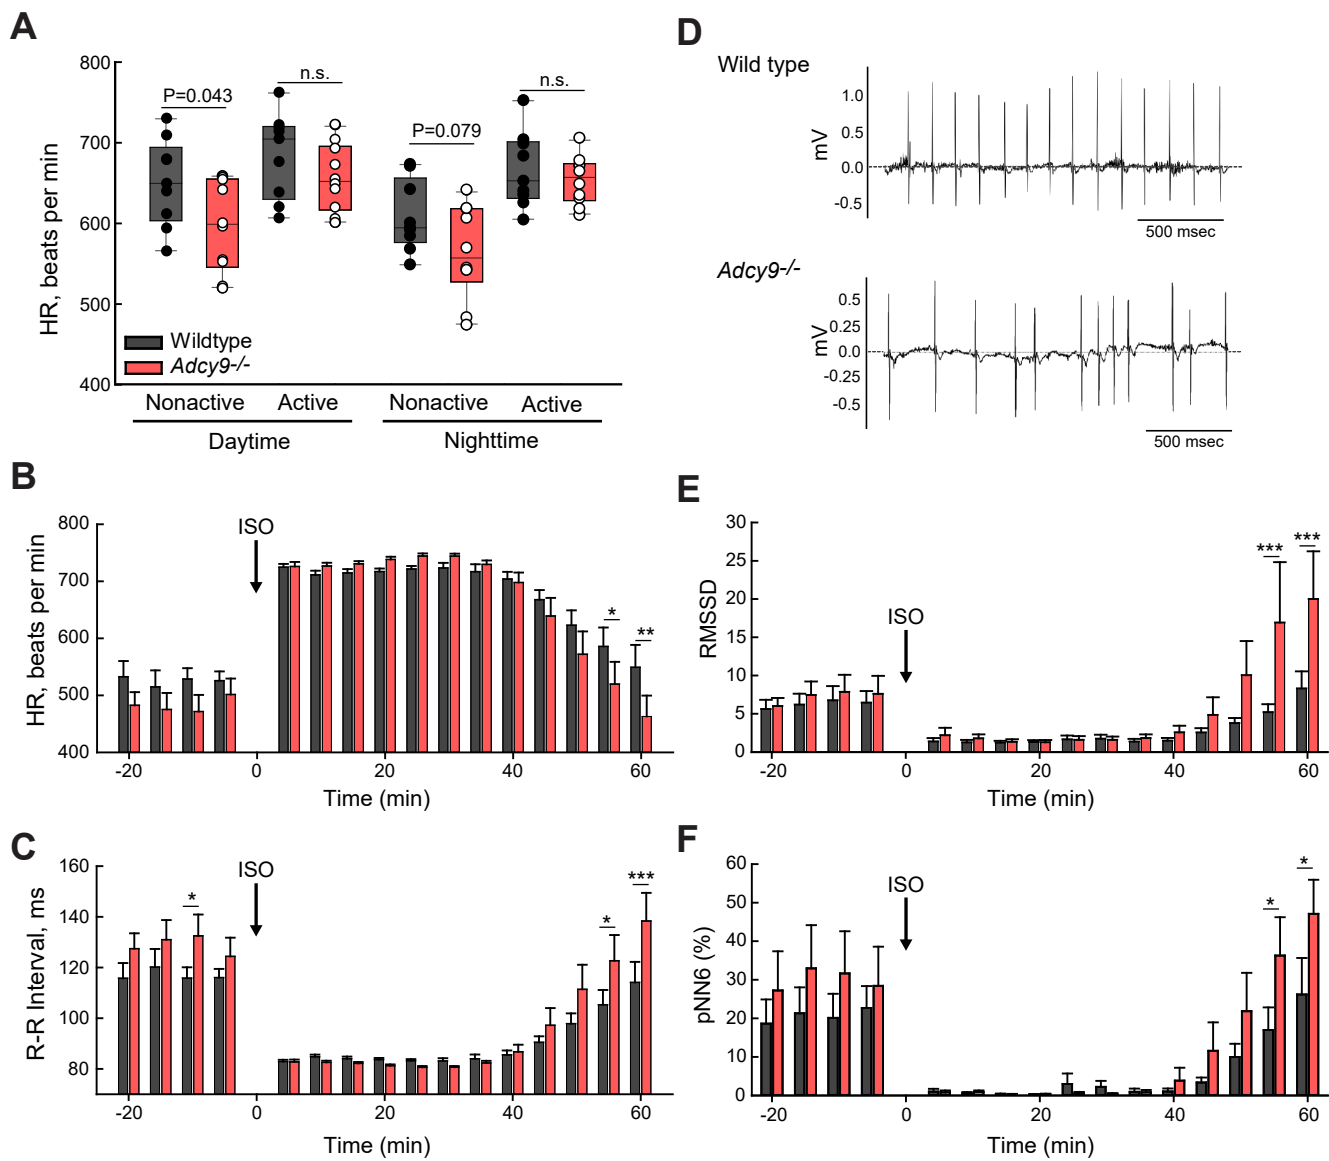 A
800
700
600
500
400
HR, beats per min
P=0.043
n.s.
P=0.079
n.s.
Wildtype
Adcy9-/-
Nonactive Active Nonactive Active
Daytime Nighttime
D
Wild type
mV
1.0
0.5
0.0
-0.5
500 msec
Adcy9-/-
mV
0.5
0.25
0.0
-0.25
-0.5
500 msec
B
800
700
600
500
400
HR, beats per min
ISO
*
**
-20 0 20 40 60
Time (min)
E
30
25
20
15
10
5
0
RMSSD
ISO
***
***
-20 0 20 40 60
Time (min)
C
160
140
120
100
80
R-R Interval, ms
*
ISO
*
***
-20 0 20 40 60
Time (min)
F
60
50
40
30
20
10
0
pNN6 (%)
ISO
*
*
-20 0 20 40 60
Time (min)